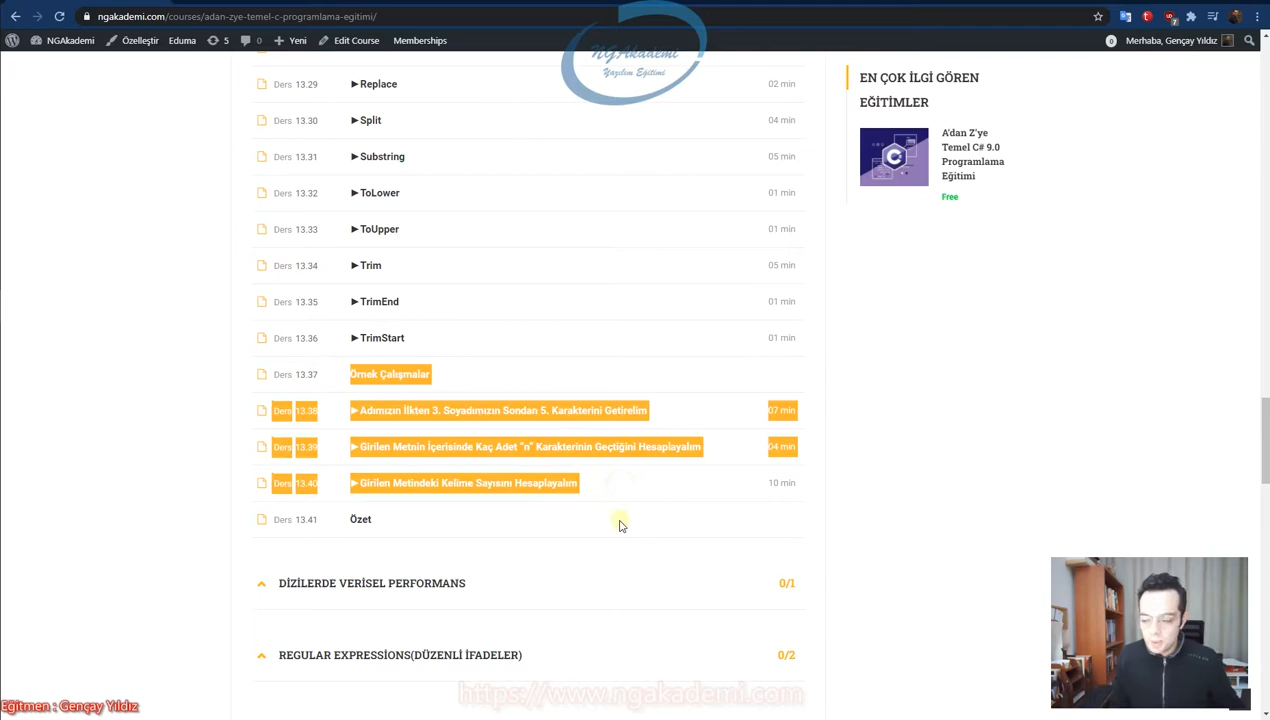 ngakademi.com/courses/adan-zye-temel-c-programlama-egitimi/
NGAkademi Özelleştir Eduma 5 0 Yeni Edit Course Memberships 0 Merhaba, Gençay Yıldız
NGAkademi
Yazılım Eğitimi
Ders 13.29 ►Replace 02 min
Ders 13.30 ►Split 04 min
Ders 13.31 ►Substring 05 min
Ders 13.32 ►ToLower 01 min
Ders 13.33 ►ToUpper 01 min
Ders 13.34 ►Trim 05 min
Ders 13.35 ►TrimEnd 01 min
Ders 13.36 ►TrimStart 01 min
Ders 13.37 Örnek Çalışmalar
Ders 13.38 ►Adımızın İlkten 3. Soyadımızın Sondan 5. Karakterini Getirelim 07 min
Ders 13.39 ►Girilen Metnin İçerisinde Kaç Adet “n” Karakterinin Geçtiğini Hesaplayalım 04 min
Ders 13.40 ►Girilen Metindeki Kelime Sayısını Hesaplayalım 10 min
Ders 13.41 Özet
DİZİLERDE VERİSEL PERFORMANS 0/1
REGULAR EXPRESSİONS(DÜZENLİ İFADELER) 0/2
EN ÇOK İLGİ GÖREN
EĞİTİMLER
A'dan Z'ye
Temel C# 9.0
Programlama
Eğitimi
Free
Eğitmen : Gençay Yıldız
https://www.ngakademi.com